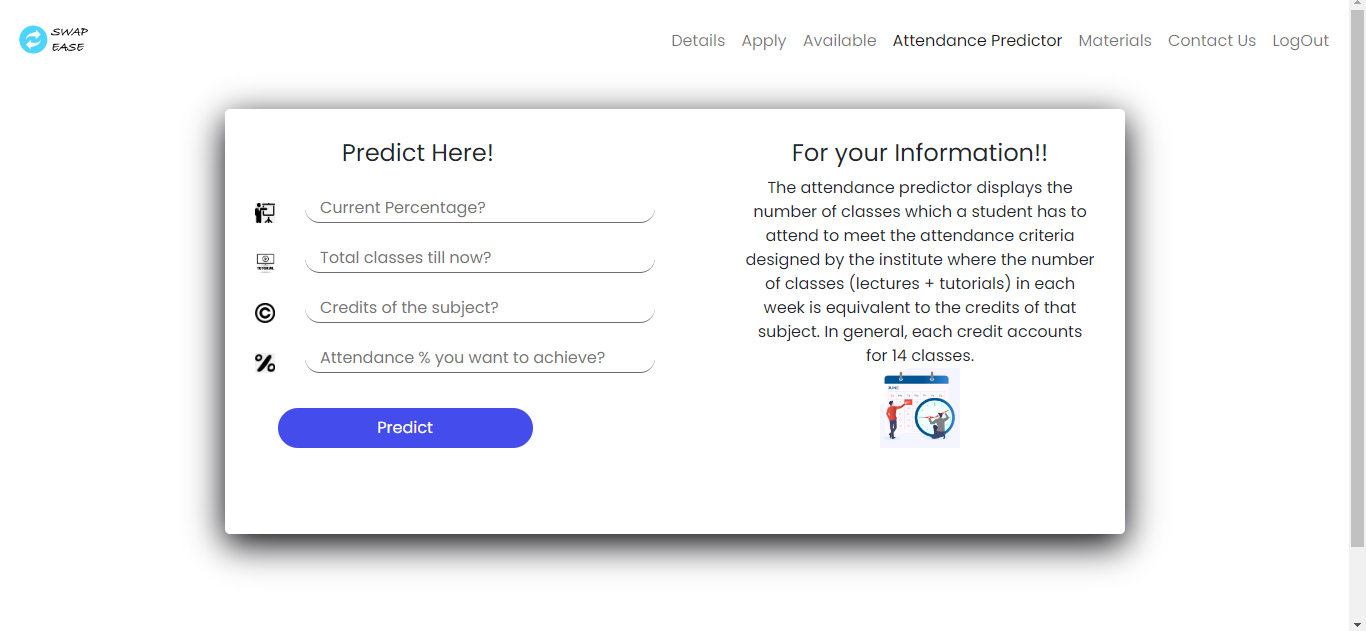 SWAP
EASE
Details Apply Available Attendance Predictor Materials Contact Us LogOut
Predict Here!
Current Percentage?
Total classes till now?
Credits of the subject?
Attendance % you want to achieve?
Predict
For your Information!!
The attendance predictor displays the
number of classes which a student has to
attend to meet the attendance criteria
designed by the institute where the number
of classes (lectures + tutorials) in each
week is equivalent to the credits of that
subject. In general, each credit accounts
for 14 classes.
JUNE